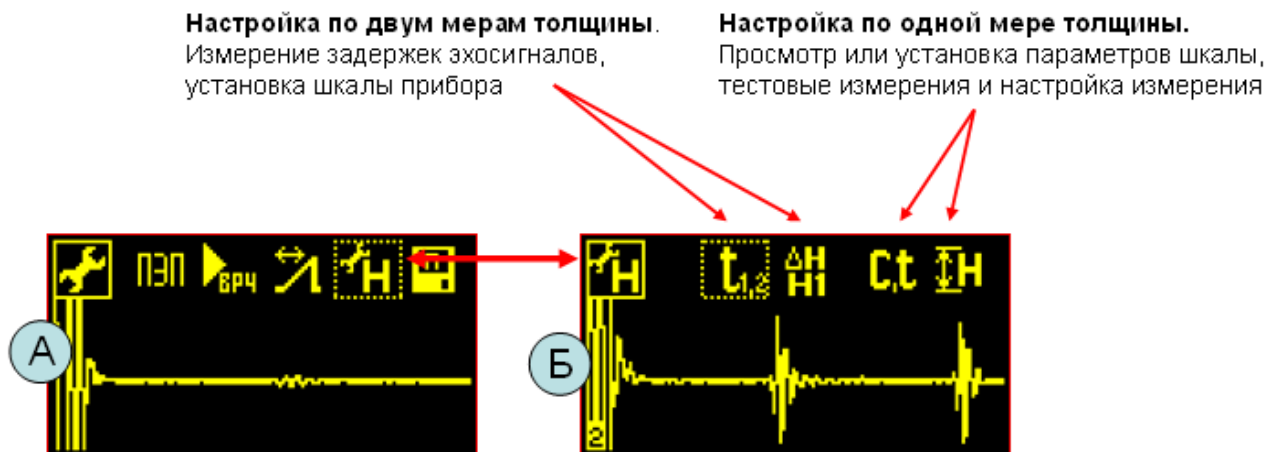 Настройка по двум мерам толщины.
Измерение задержек эхосигналов,
установка шкалы прибора
Настройка по одной мере толщины.
Просмотр или установка параметров шкалы,
тестовые измерения и настройка измерения
ПЭП ВРЧ H
H t1,2 ΔH H1 C,t H
А
Б
2